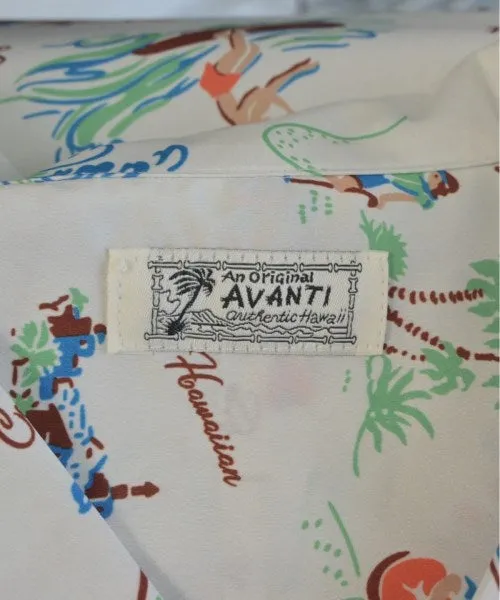 An Original
AVANTI
authentic Hawaii
Hawaiian